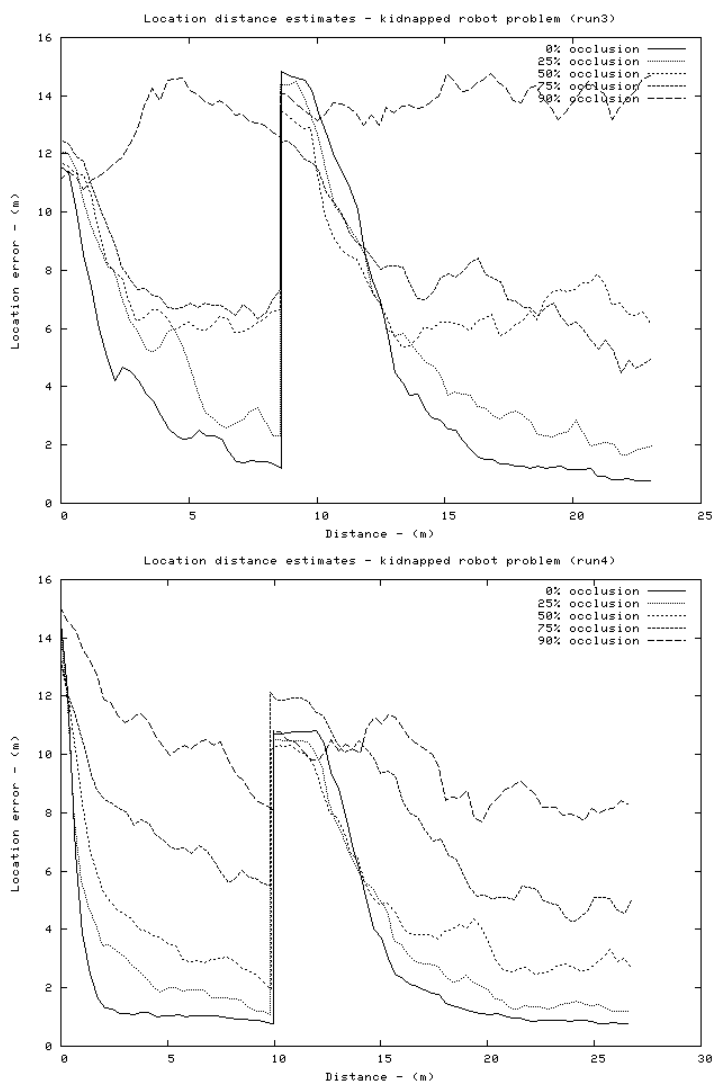 Location distance estimates - kidnapped robot problem (run3)
16
14
12
10
8
6
4
2
0
Location error - (m)
0% occlusion
25% occlusion
50% occlusion
75% occlusion
90% occlusion
0 5 10 15 20 25
Distance - (m)
Location distance estimates - kidnapped robot problem (run4)
16
14
12
10
8
6
4
2
0
Location error - (m)
0% occlusion
25% occlusion
50% occlusion
75% occlusion
90% occlusion
0 5 10 15 20 25 30
Distance - (m)